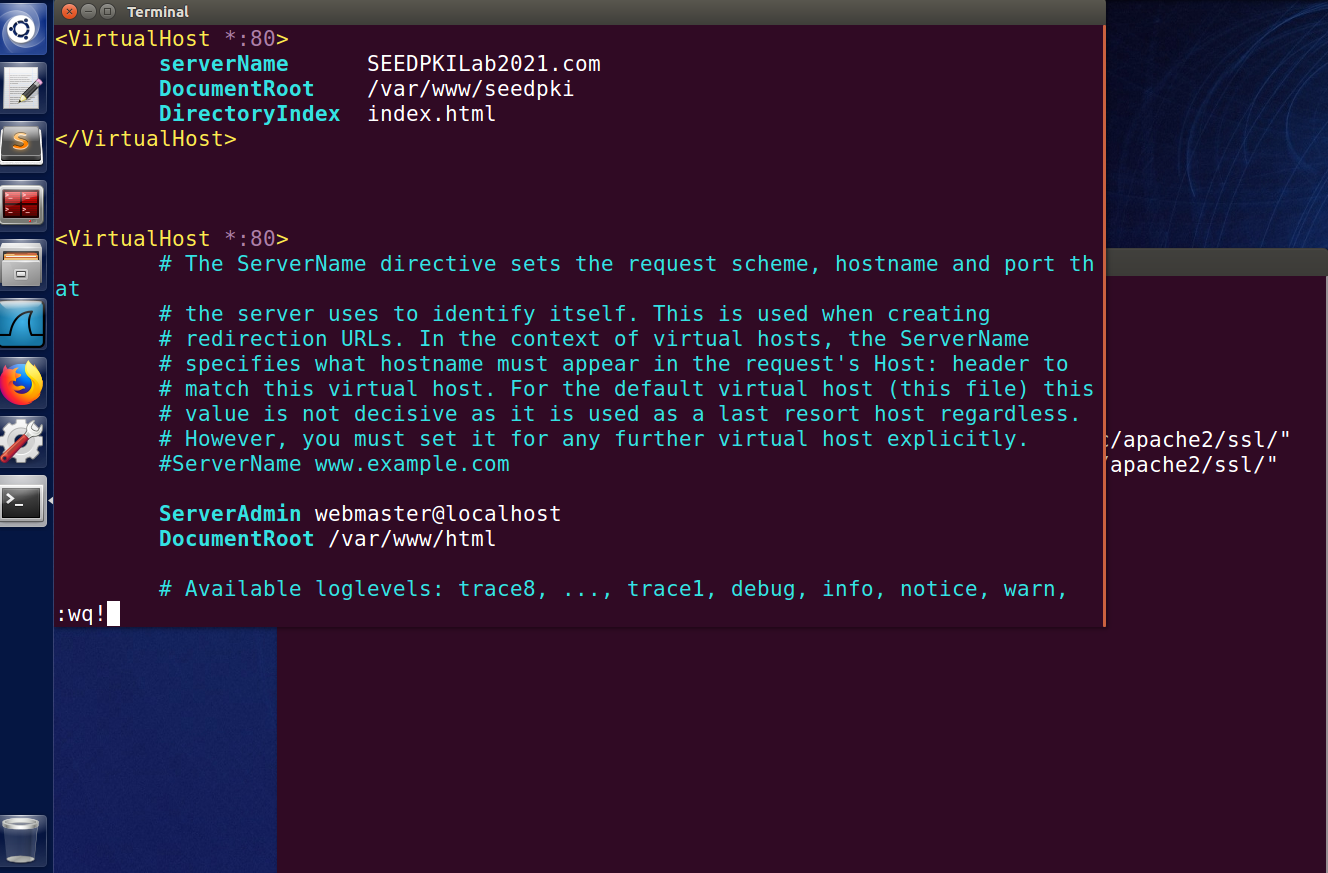 Terminal
<VirtualHost *:80>
serverName SEEDPKILab2021.com
DocumentRoot /var/www/seedpki
DirectoryIndex index.html
</VirtualHost>
<VirtualHost *:80>
# The ServerName directive sets the request scheme, hostname and port th
at
# the server uses to identify itself. This is used when creating
# redirection URLs. In the context of virtual hosts, the ServerName
# specifies what hostname must appear in the request's Host: header to
# match this virtual host. For the default virtual host (this file) this
# value is not decisive as it is used as a last resort host regardless.
# However, you must set it for any further virtual host explicitly.
#ServerName www.example.com
ServerAdmin webmaster@localhost
DocumentRoot /var/www/html
# Available loglevels: trace8, ..., trace1, debug, info, notice, warn,
:wq!
/apache2/ssl/"
/apache2/ssl/"